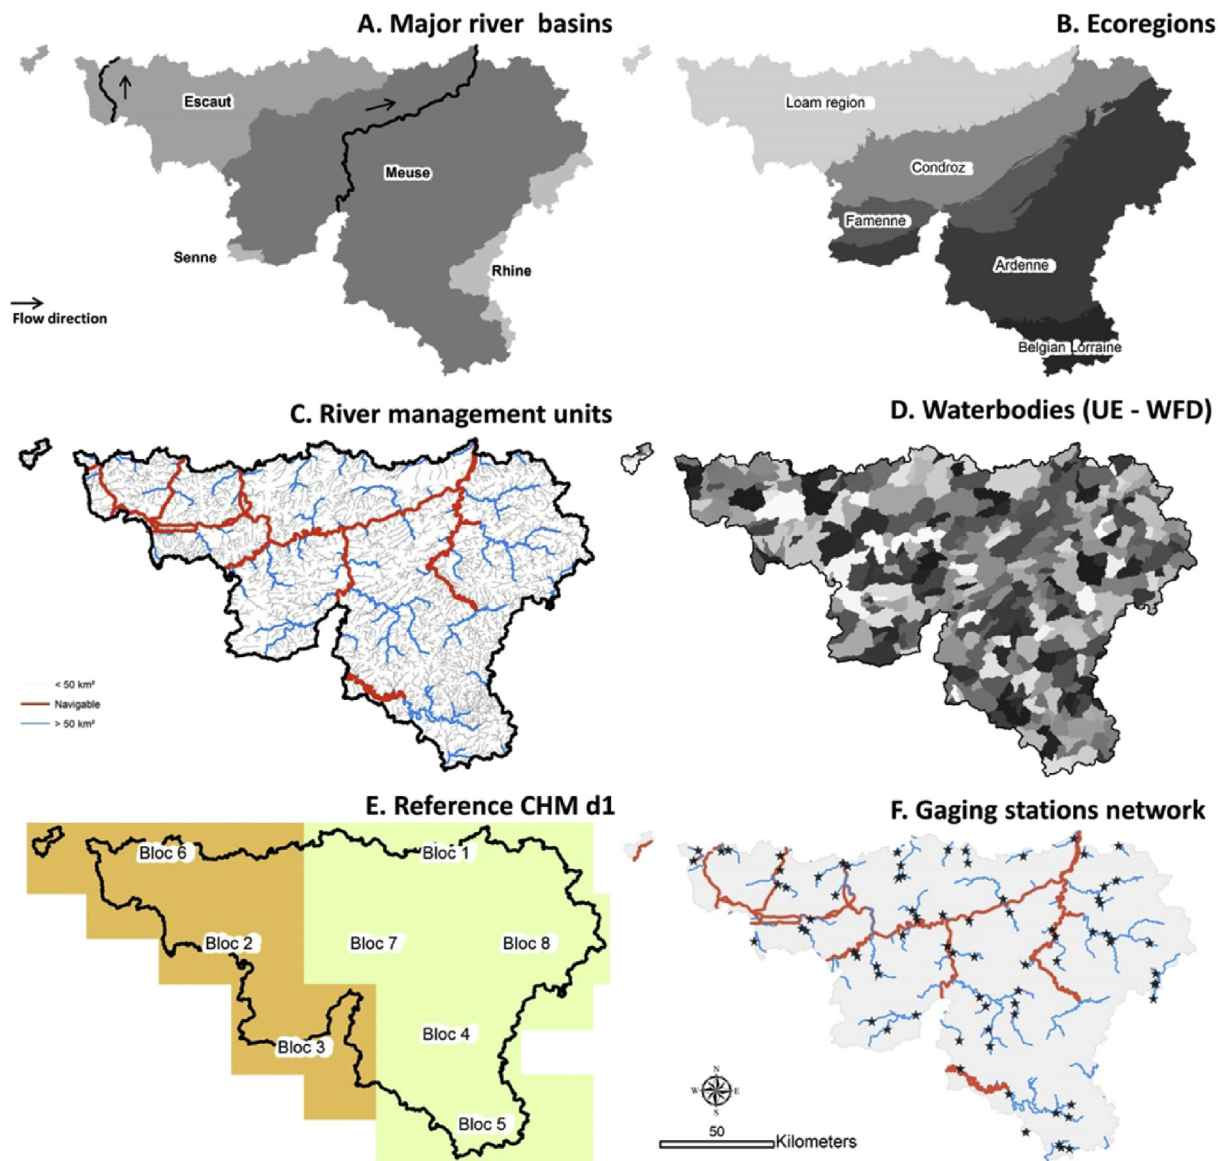 A. Major river basins
Escaut
Meuse
Senne
Rhine
Flow direction
B. Ecoregions
Loam region
Condroz
Famenne
Ardenne
Belgian Lorraine
C. River management units
< 50 km²
Navigable
> 50 km²
D. Waterbodies (UE - WFD)
E. Reference CHM d1
Bloc 6
Bloc 1
Bloc 2
Bloc 7
Bloc 8
Bloc 3
Bloc 4
Bloc 5
F. Gaging stations network
N
W E
S
50
Kilometers